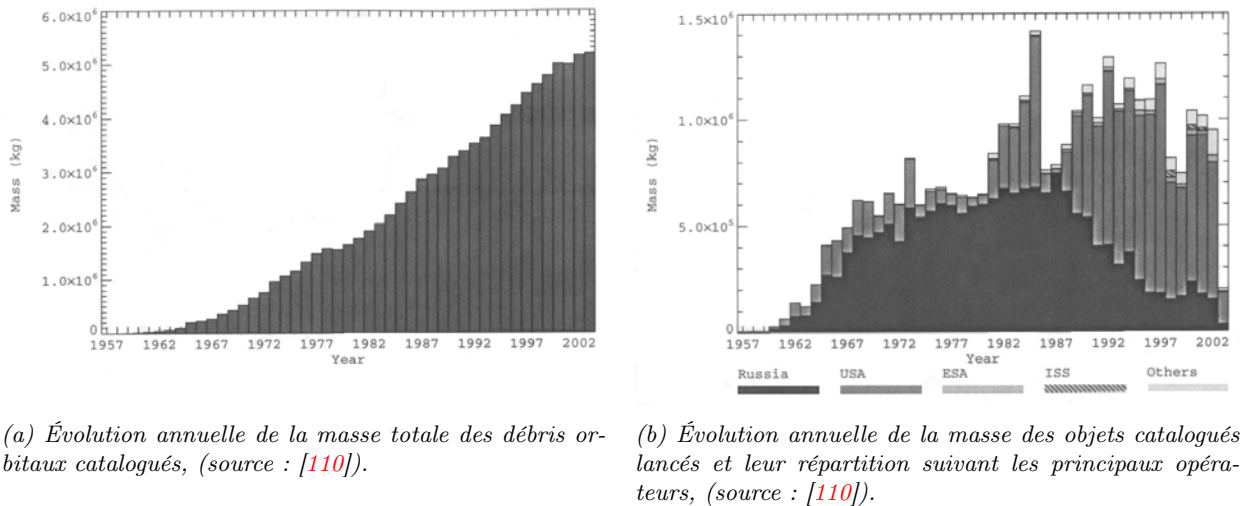 6.0×10⁶
5.0×10⁶
4.0×10⁶
3.0×10⁶
2.0×10⁶
1.0×10⁶
0
Mass (kg)
1957 1962 1967 1972 1977 1982 1987 1992 1997 2002
Year
(a) Évolution annuelle de la masse totale des débris or-
bitaux catalogués, (source : [110]).
1.5×10⁶
1.0×10⁶
5.0×10⁵
0
Mass (kg)
1957 1962 1967 1972 1977 1982 1987 1992 1997 2002
Year
Russia USA ESA ISS Others
(b) Évolution annuelle de la masse des objets catalogués
lancés et leur répartition suivant les principaux opéra-
teurs, (source : [110]).